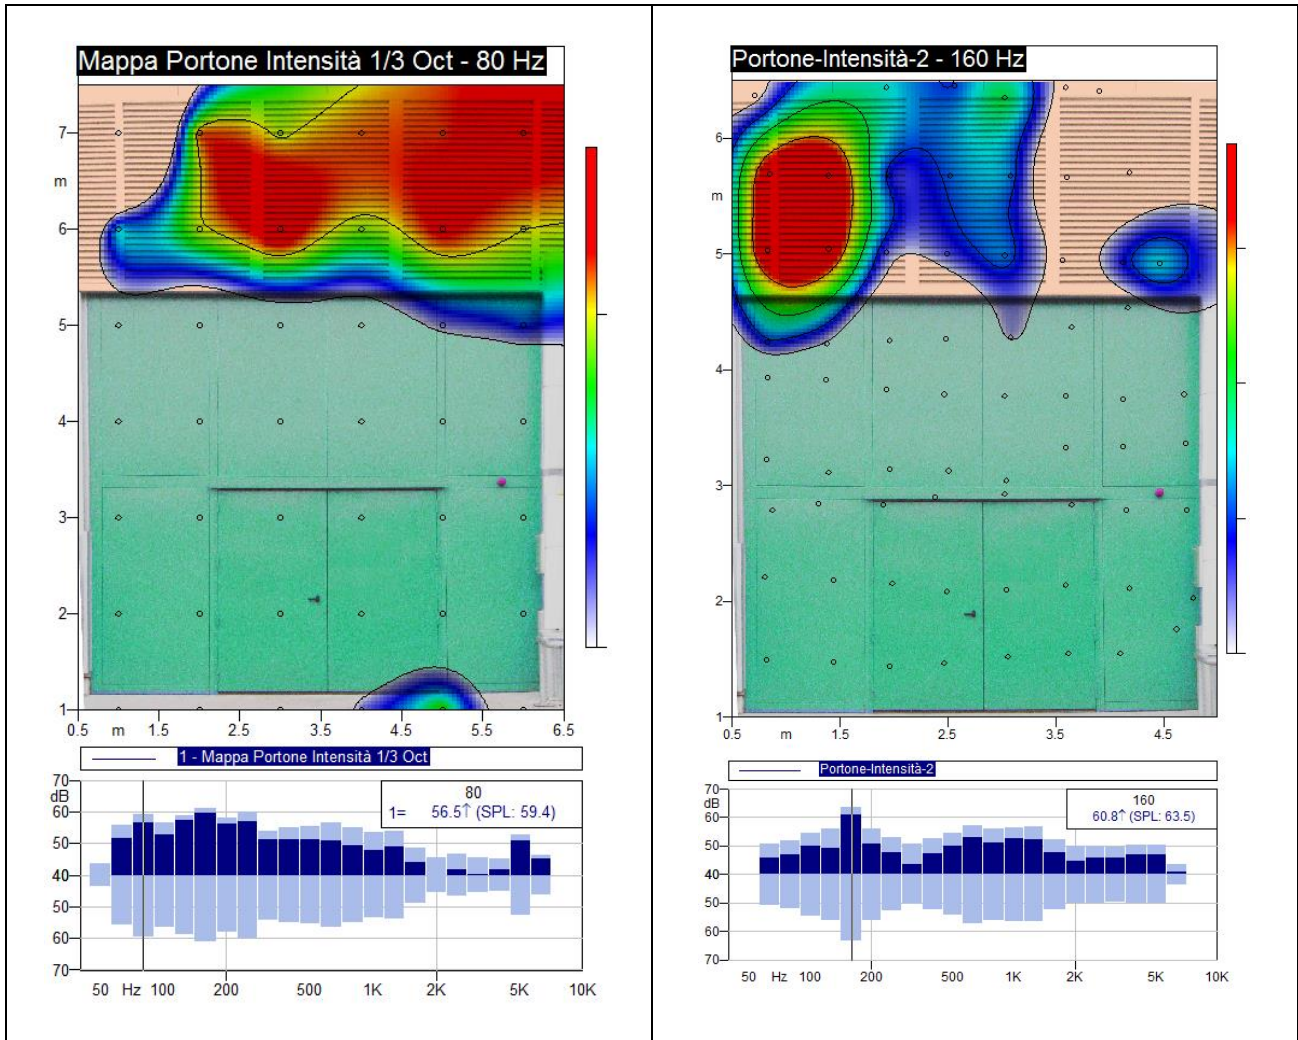 Mappa Portone Intensità 1/3 Oct - 80 Hz
7
m
6
5
4
3
2
1
0.5 m 1.5 2.5 3.5 4.5 5.5 6.5
1 - Mappa Portone Intensità 1/3 Oct
70
dB
60
50
40
50
60
70
80
1= 56.5↑ (SPL: 59.4)
50 Hz 100 200 500 1K 2K 5K 10K
Portone-Intensità-2 - 160 Hz
6
m
5
4
3
2
1
0.5 m 1.5 2.5 3.5 4.5
Portone-Intensità-2
70
dB
60
50
40
50
60
70
160
60.8↑ (SPL: 63.5)
50 Hz 100 200 500 1K 2K 5K 10K